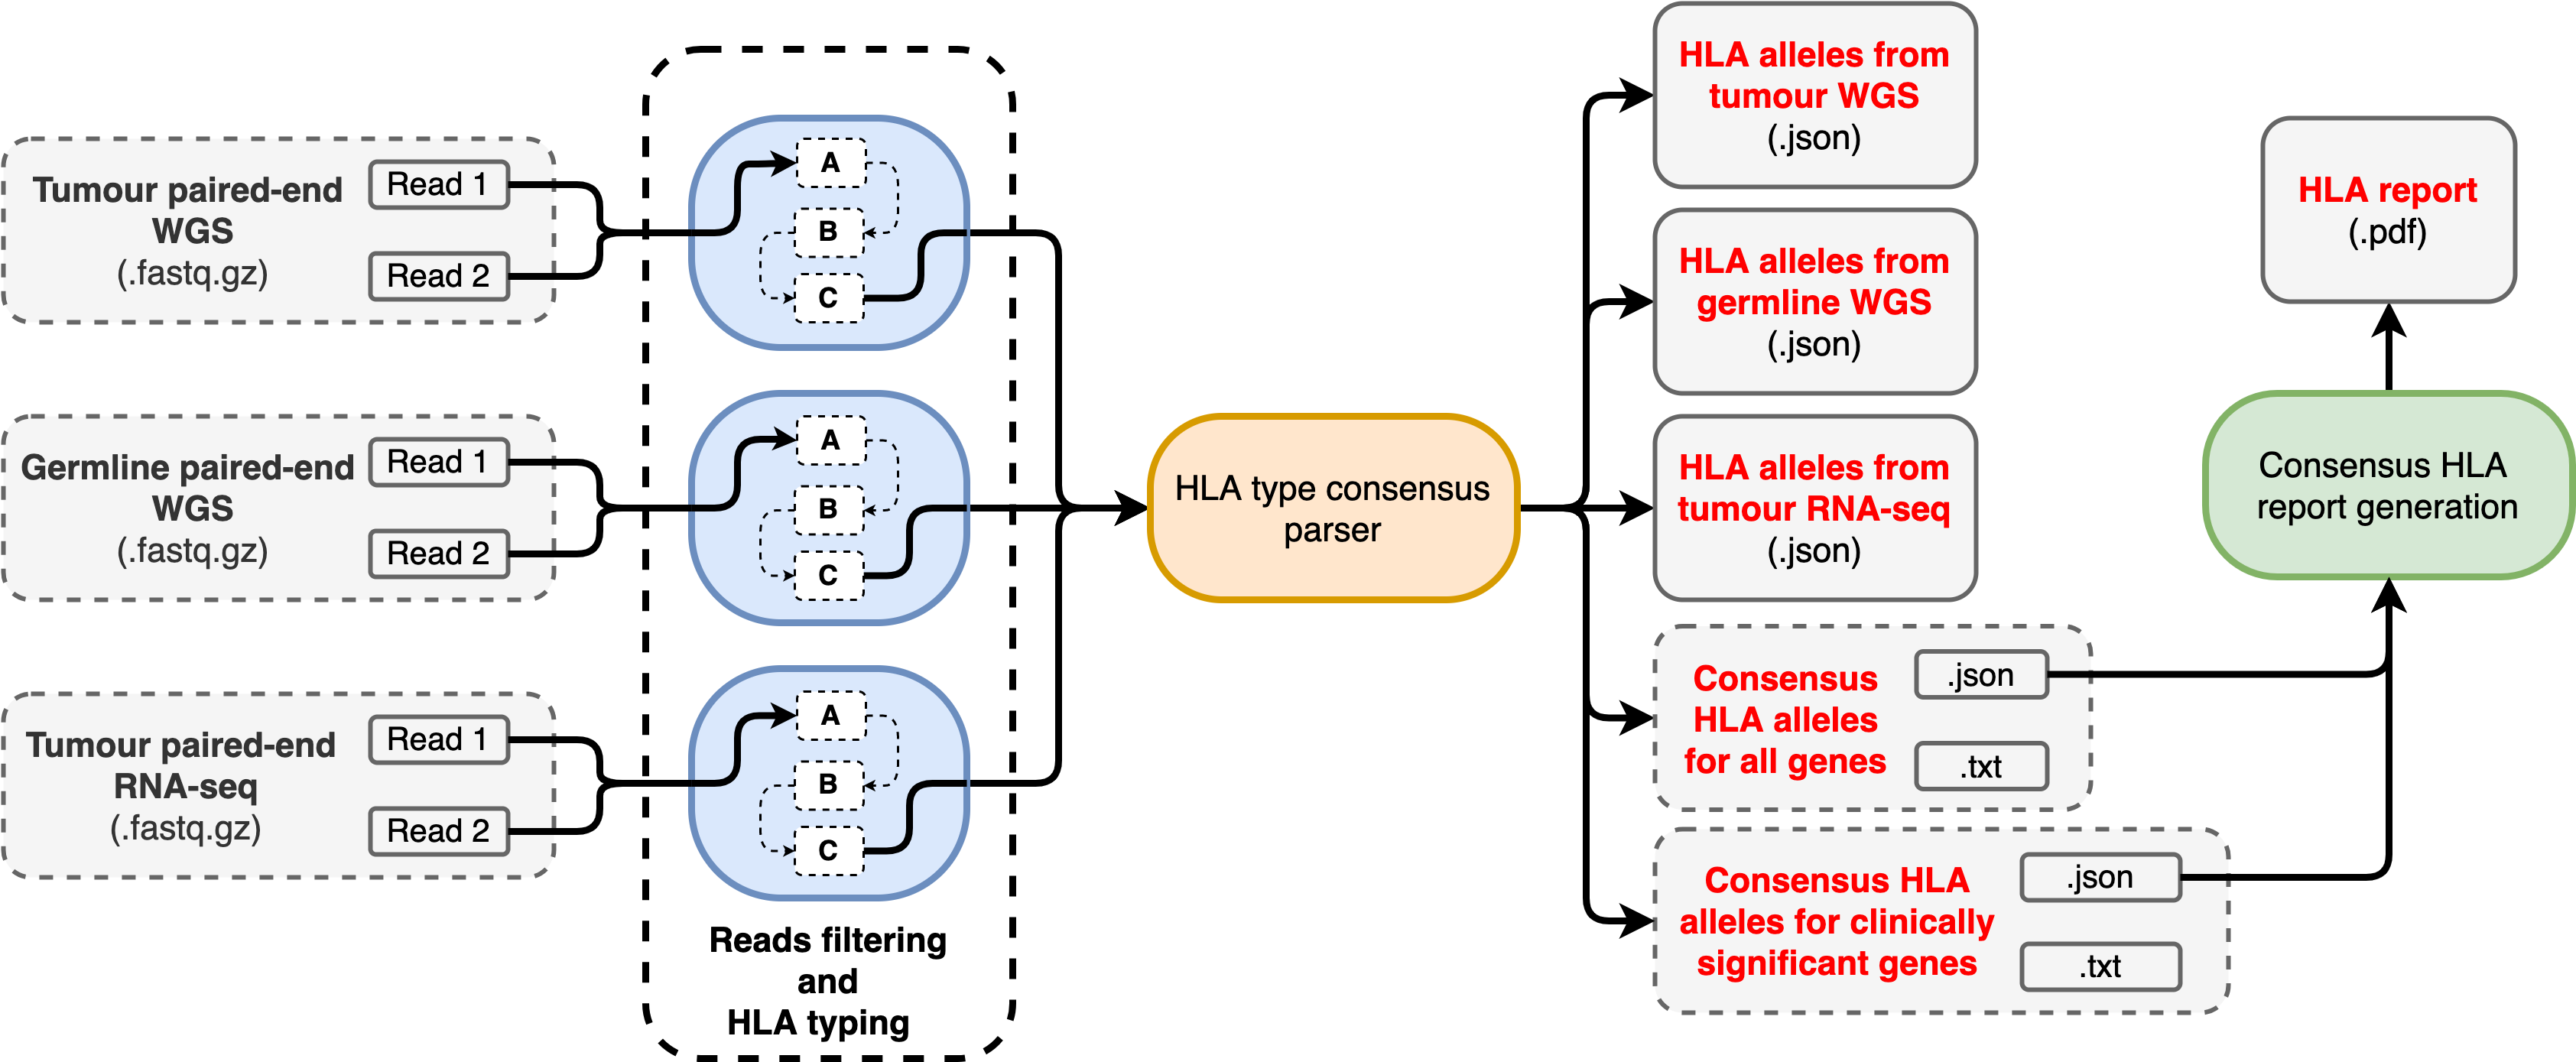 Tumour paired-end
WGS
(.fastq.gz)
Read 1
Read 2
Germline paired-end
WGS
(.fastq.gz)
Read 1
Read 2
Tumour paired-end
RNA-seq
(.fastq.gz)
Read 1
Read 2
A
B
C
A
B
C
A
B
C
Reads filtering
and
HLA typing
HLA type consensus
parser
HLA alleles from
tumour WGS
(.json)
HLA alleles from
germline WGS
(.json)
HLA alleles from
tumour RNA-seq
(.json)
Consensus
HLA alleles
for all genes
.json
.txt
Consensus HLA
alleles for clinically
significant genes
.json
.txt
HLA report
(.pdf)
Consensus HLA
report generation